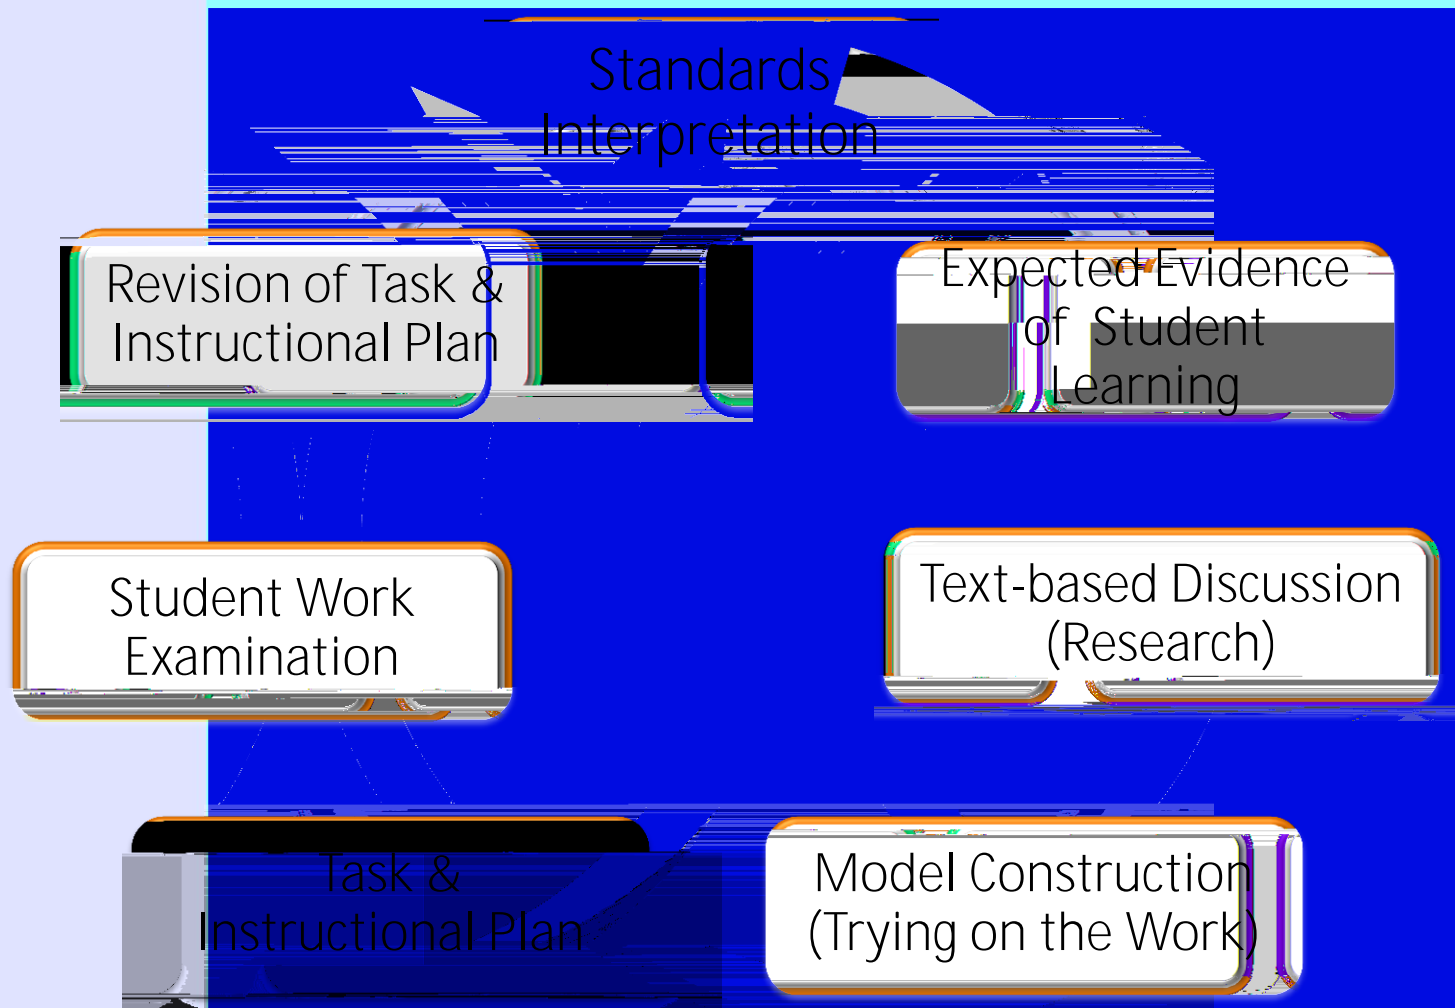 Standards
Interpretation
Revision of Task &
Instructional Plan
Expected Evidence
of Student
Learning
Student Work
Examination
Text-based Discussion
(Research)
Task &
Instructional Plan
Model Construction
(Trying on the Work)